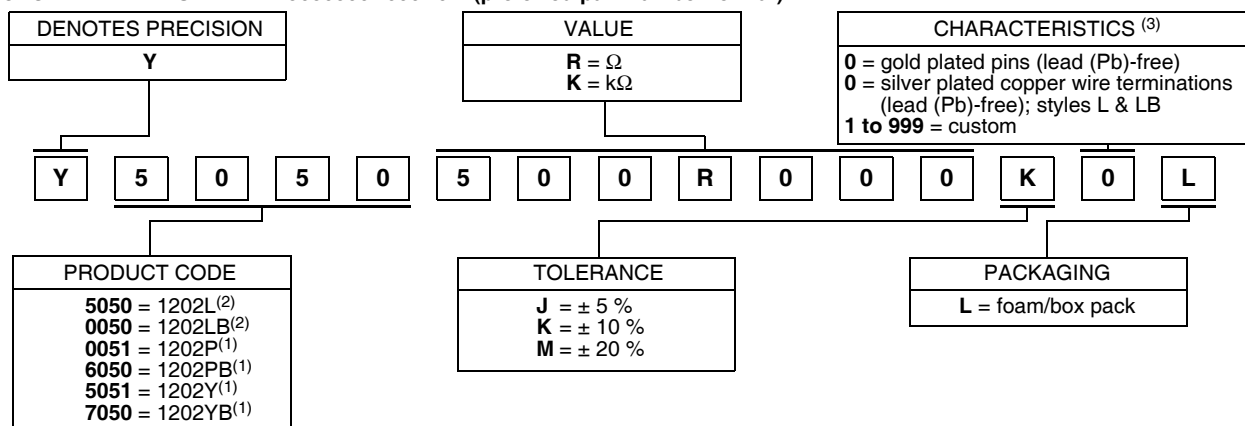 DENOTES PRECISION
Y
VALUE
R = Ω
K = kΩ
CHARACTERISTICS (3)
0 = gold plated pins (lead (Pb)-free)
0 = silver plated copper wire terminations
(lead (Pb)-free); styles L & LB
1 to 999 = custom
Y 5 0 5 0 5 0 0 R 0 0 0 K 0 L
PRODUCT CODE
5050 = 1202L(2)
0050 = 1202LB(2)
0051 = 1202P(1)
6050 = 1202PB(1)
5051 = 1202Y(1)
7050 = 1202YB(1)
TOLERANCE
J = ± 5 %
K = ± 10 %
M = ± 20 %
PACKAGING
L = foam/box pack